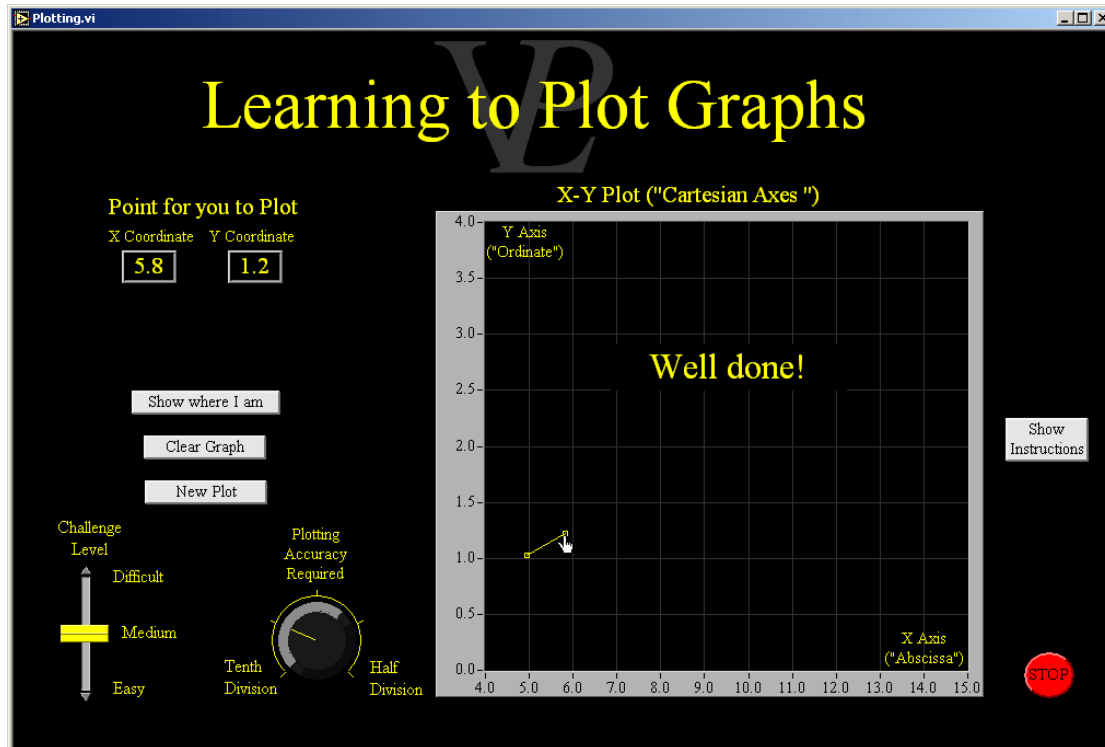 Plotting.vi
VPL
Learning to Plot Graphs
Point for you to Plot
X Coordinate Y Coordinate
5.8 1.2
Show where I am
Clear Graph
New Plot
Challenge
Level
Difficult
Medium
Easy
Plotting
Accuracy
Required
Tenth
Division
Half
Division
X-Y Plot ("Cartesian Axes ")
Y Axis
("Ordinate")
4.0
3.5
3.0
2.5
2.0
1.5
1.0
0.5
0.0
Well done!
X Axis
("Abscissa")
4.0 5.0 6.0 7.0 8.0 9.0 10.0 11.0 12.0 13.0 14.0 15.0
Show
Instructions
STOP